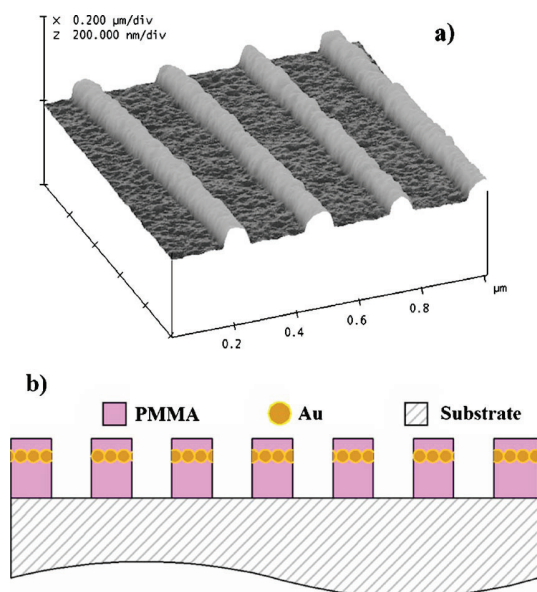 X 0.200 µm/div
Z 200.000 nm/div
a)
µm
0.2
0.4
0.6
0.8
b)
PMMA
Au
Substrate